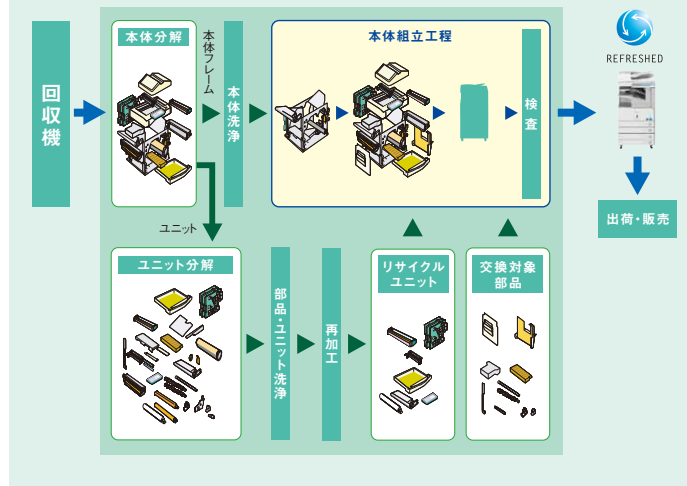 回収機
本体分解
本体フレーム
本体洗浄
本体組立工程
検査
REFRESHED
出荷・販売
ユニット
ユニット分解
部品・ユニット洗浄
再加工
リサイクル
ユニット
交換対象
部品